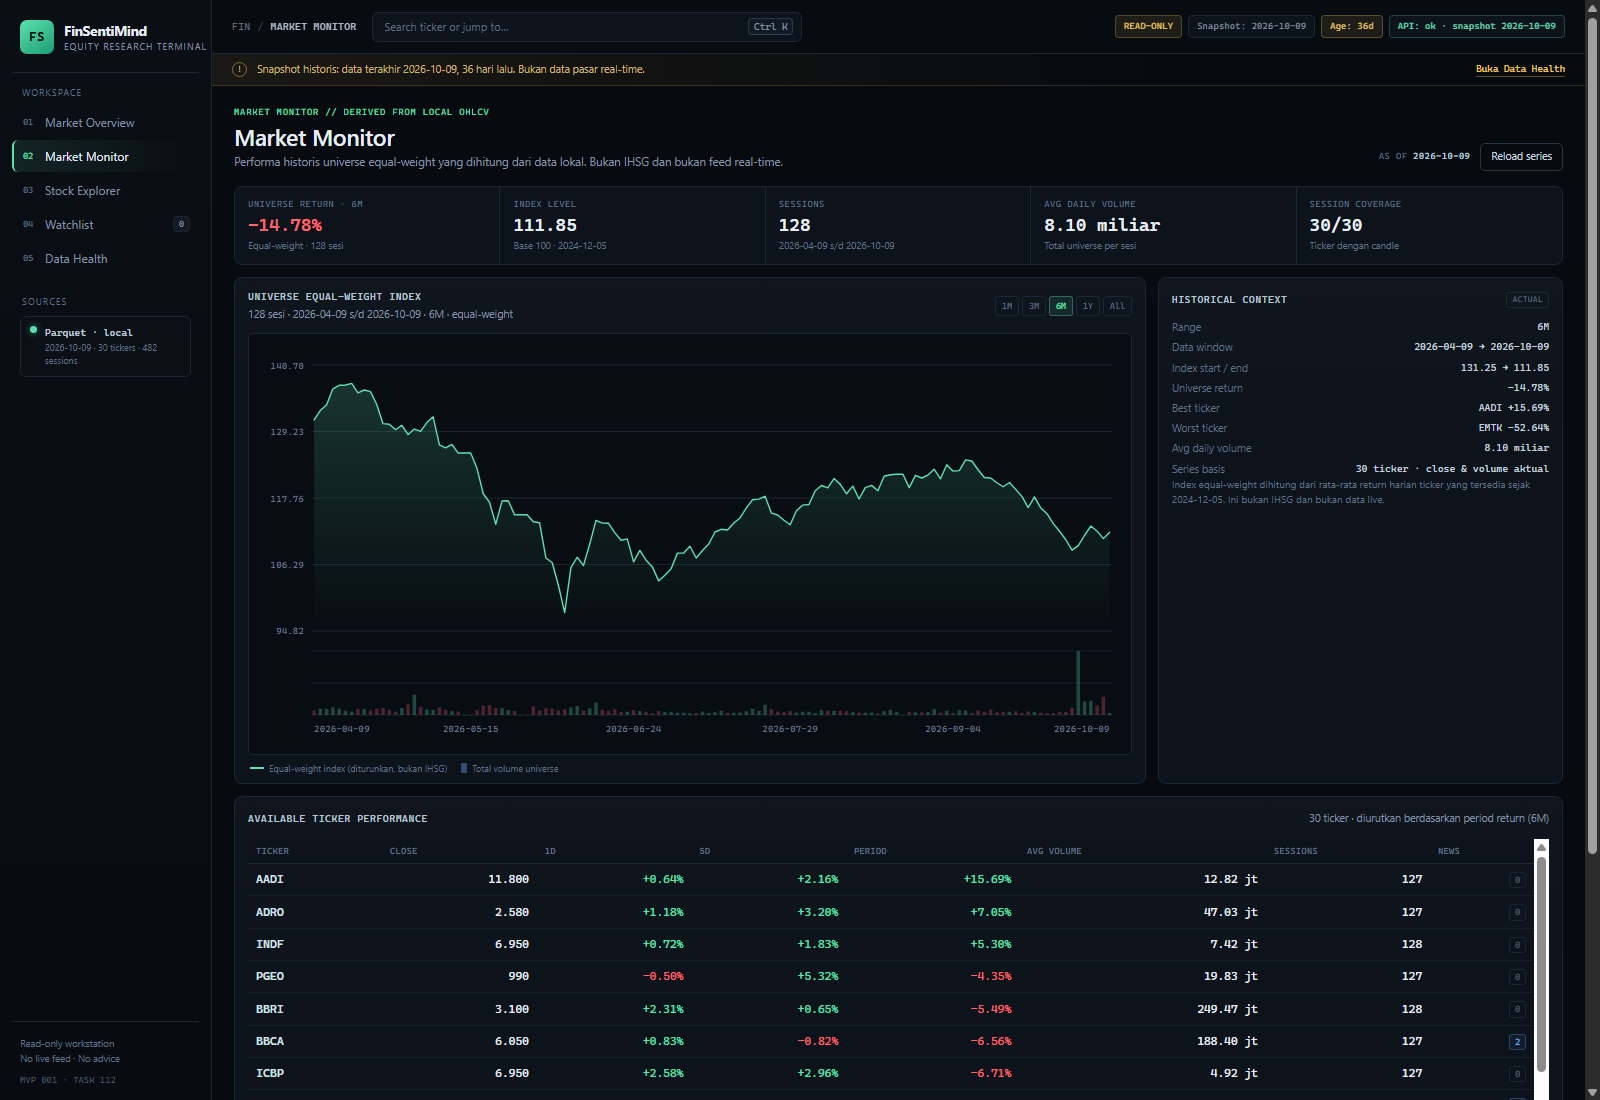 FS
FinSentiMind
EQUITY RESEARCH TERMINAL
WORKSPACE
01 Market Overview
02 Market Monitor
03 Stock Explorer
04 Watchlist 0
05 Data Health
SOURCES
Parquet · local
2026-10-09 · 30 tickers · 482
sessions
Read-only workstation
No live feed · No advice
MVP 001 · TASK 112
FIN / MARKET MONITOR
Search ticker or jump to...
Ctrl K
READ-ONLY
Snapshot: 2026-10-09
Age: 36d
API: ok · snapshot 2026-10-09
! Snapshot historis: data terakhir 2026-10-09, 36 hari lalu. Bukan data pasar real-time.
Buka Data Health
MARKET MONITOR // DERIVED FROM LOCAL OHLCV
Market Monitor
Performa historis universe equal-weight yang dihitung dari data lokal. Bukan IHSG dan bukan feed real-time.
AS OF 2026-10-09
Reload series
UNIVERSE RETURN · 6M
−14.78%
Equal-weight · 128 sesi
INDEX LEVEL
111.85
Base 100 · 2024-12-05
SESSIONS
128
2026-04-09 s/d 2026-10-09
AVG DAILY VOLUME
8.10 miliar
Total universe per sesi
SESSION COVERAGE
30/30
Ticker dengan candle
UNIVERSE EQUAL-WEIGHT INDEX
128 sesi · 2026-04-09 s/d 2026-10-09 · 6M · equal-weight
1M 3M 6M 1Y All
140.70
129.23
117.76
106.29
94.82
2026-04-09 2026-05-15 2026-06-24 2026-07-29 2026-09-04 2026-10-09
Equal-weight index (diturunkan, bukan IHSG) Total volume universe
HISTORICAL CONTEXT ACTUAL
Range 6M
Data window 2026-04-09 → 2026-10-09
Index start / end 131.25 → 111.85
Universe return −14.78%
Best ticker AADI +15.69%
Worst ticker EMTK −52.64%
Avg daily volume 8.10 miliar
Series basis 30 ticker · close & volume aktual
Index equal-weight dihitung dari rata-rata return harian ticker yang tersedia sejak
2024-12-05. Ini bukan IHSG dan bukan data live.
AVAILABLE TICKER PERFORMANCE
30 ticker · diurutkan berdasarkan period return (6M)
TICKER CLOSE 1D 5D PERIOD AVG VOLUME SESSIONS NEWS
AADI 11.800 +0.64% +2.16% +15.69% 12.82 jt 127 0
ADRO 2.580 +1.18% +3.20% +7.05% 47.03 jt 127 0
INDF 6.950 +0.72% +1.83% +5.30% 7.42 jt 128 0
PGEO 990 −0.50% +5.32% −4.35% 19.83 jt 127 0
BBRI 3.100 +2.31% +0.65% −5.49% 249.47 jt 128 0
BBCA 6.050 +0.83% −0.82% −6.56% 188.40 jt 127 2
ICBP 6.950 +2.58% +2.96% −6.71% 4.92 jt 127 0